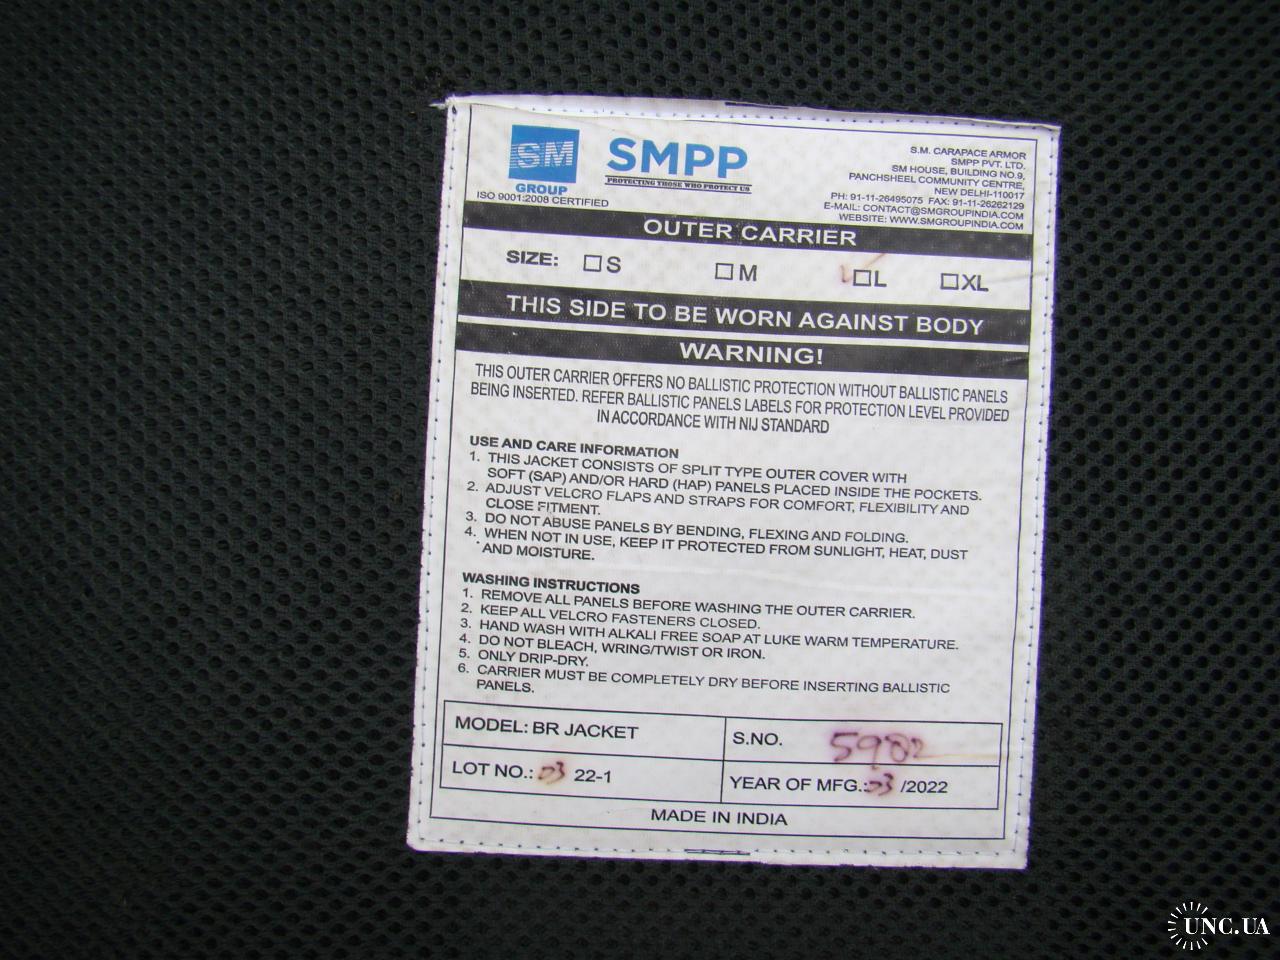 SM
GROUP
ISO 9001:2008 CERTIFIED
SMPP
PROTECTING THOSE WHO PROTECT US
S.M. CARAPACE ARMOR
SMPP PVT. LTD.
SM HOUSE, BUILDING NO.9,
PANCHSHEEL COMMUNITY CENTRE,
NEW DELHI-110017
PH: 91-11-26495075 FAX: 91-11-26262129
E-MAIL: CONTACT@SMGROUPINDIA.COM
WEBSITE: WWW.SMGROUPINDIA.COM
OUTER CARRIER
SIZE: S M L XL
THIS SIDE TO BE WORN AGAINST BODY
WARNING!
THIS OUTER CARRIER OFFERS NO BALLISTIC PROTECTION WITHOUT BALLISTIC PANELS
BEING INSERTED. REFER BALLISTIC PANELS LABELS FOR PROTECTION LEVEL PROVIDED
IN ACCORDANCE WITH NIJ STANDARD
USE AND CARE INFORMATION
1. THIS JACKET CONSISTS OF SPLIT TYPE OUTER COVER WITH
SOFT (SAP) AND/OR HARD (HAP) PANELS PLACED INSIDE THE POCKETS.
2. ADJUST VELCRO FLAPS AND STRAPS FOR COMFORT, FLEXIBILITY AND
CLOSE FITMENT.
3. DO NOT ABUSE PANELS BY BENDING, FLEXING AND FOLDING.
4. WHEN NOT IN USE, KEEP IT PROTECTED FROM SUNLIGHT, HEAT, DUST
AND MOISTURE.
WASHING INSTRUCTIONS
1. REMOVE ALL PANELS BEFORE WASHING THE OUTER CARRIER.
2. KEEP ALL VELCRO FASTENERS CLOSED.
3. HAND WASH WITH ALKALI FREE SOAP AT LUKE WARM TEMPERATURE.
4. DO NOT BLEACH, WRING/TWIST OR IRON.
5. ONLY DRIP-DRY.
6. CARRIER MUST BE COMPLETELY DRY BEFORE INSERTING BALLISTIC
PANELS.
MODEL: BR JACKET
S.NO. 5982
LOT NO.: 03 22-1
YEAR OF MFG.: 03 /2022
MADE IN INDIA
UNC.UA